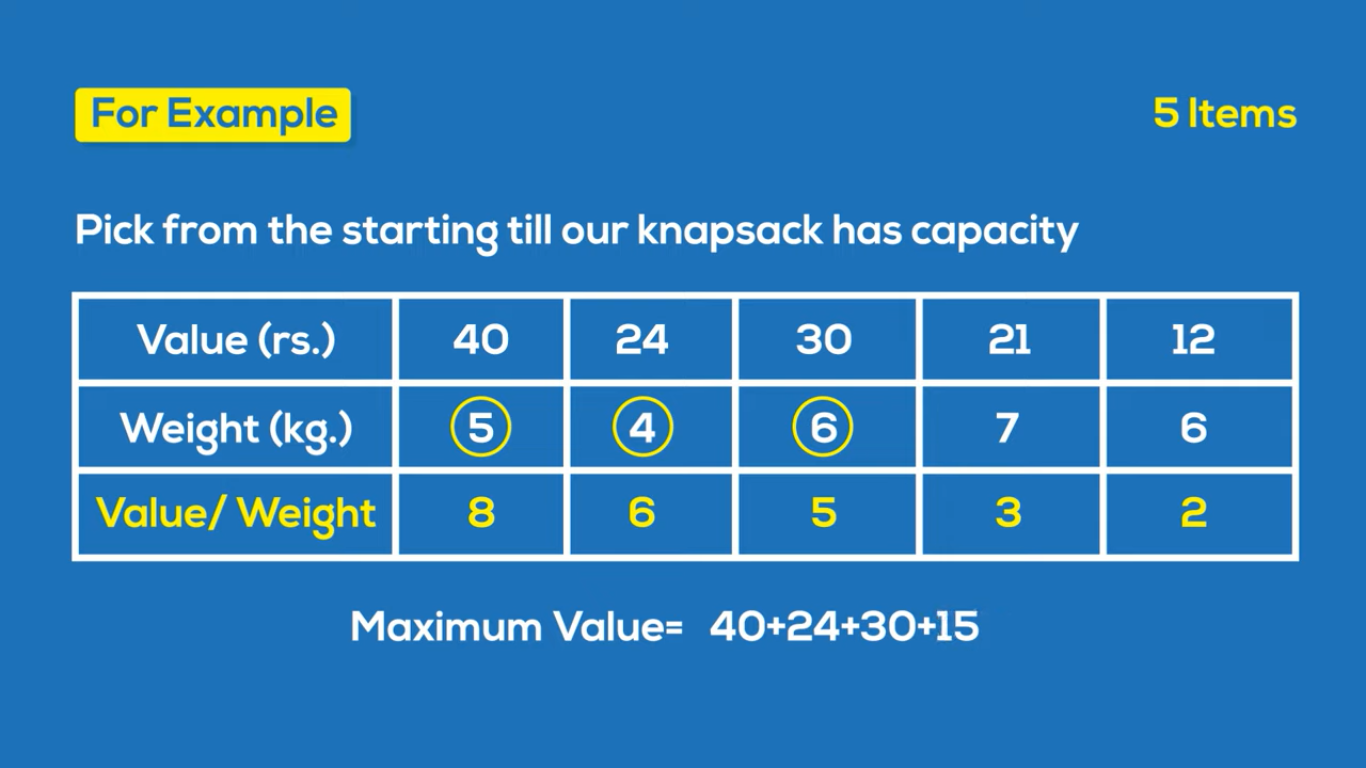 For Example
5 Items
Pick from the starting till our knapsack has capacity
Value (rs.) 40 24 30 21 12
Weight (kg.) 5 4 6 7 6
Value/ Weight 8 6 5 3 2
Maximum Value= 40+24+30+15